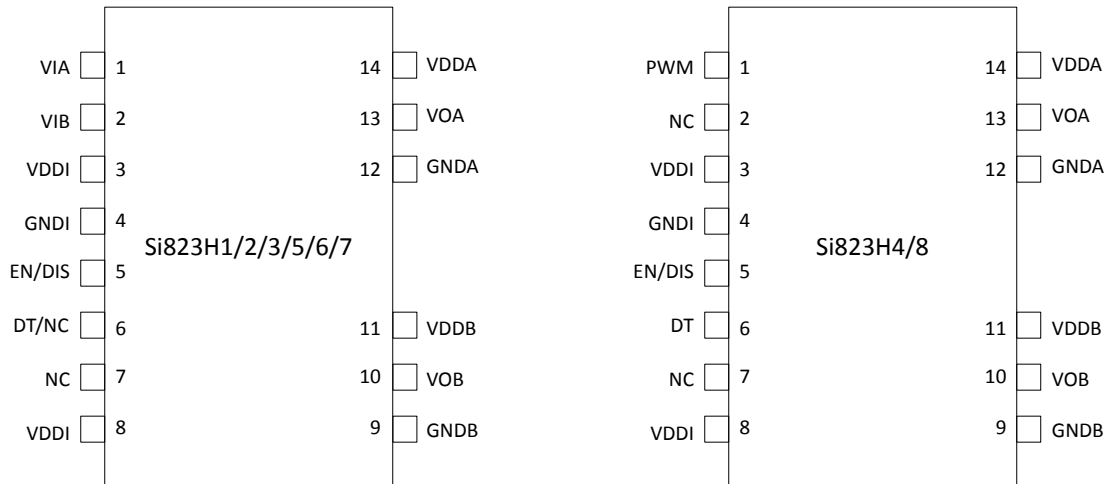 VIA 1 14 VDDA
VIB 2 13 VOA
VDDI 3 12 GNDA
GNDI 4
Si823H1/2/3/5/6/7
EN/DIS 5
DT/NC 6 11 VDDB
NC 7 10 VOB
VDDI 8 9 GNDB
PWM 1 14 VDDA
NC 2 13 VOA
VDDI 3 12 GNDA
GNDI 4
Si823H4/8
EN/DIS 5
DT 6 11 VDDB
NC 7 10 VOB
VDDI 8 9 GNDB